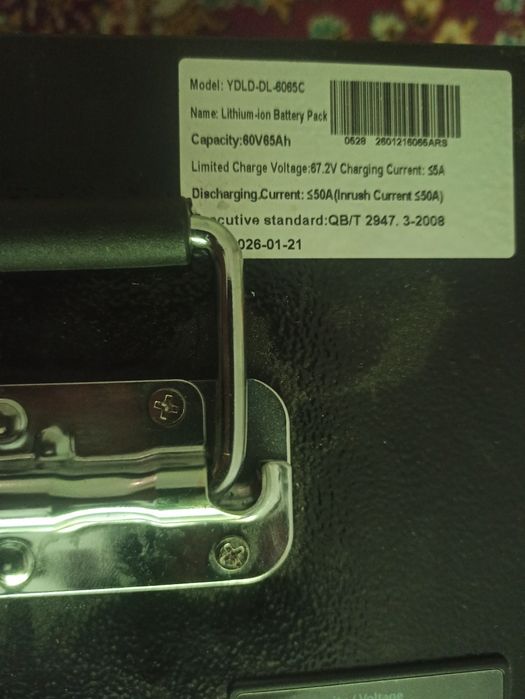 Model: YDLD-DL-6065C
Name: Lithium-ion Battery Pack
0528 2601216065ARS
Capacity:60V65Ah
Limited Charge Voltage:67.2V Charging Current: ≤5A
Discharging.Current: ≤50A(Inrush Current ≤50A)
ecutive standard:QB/T 2947. 3-2008
026-01-21
Voltage